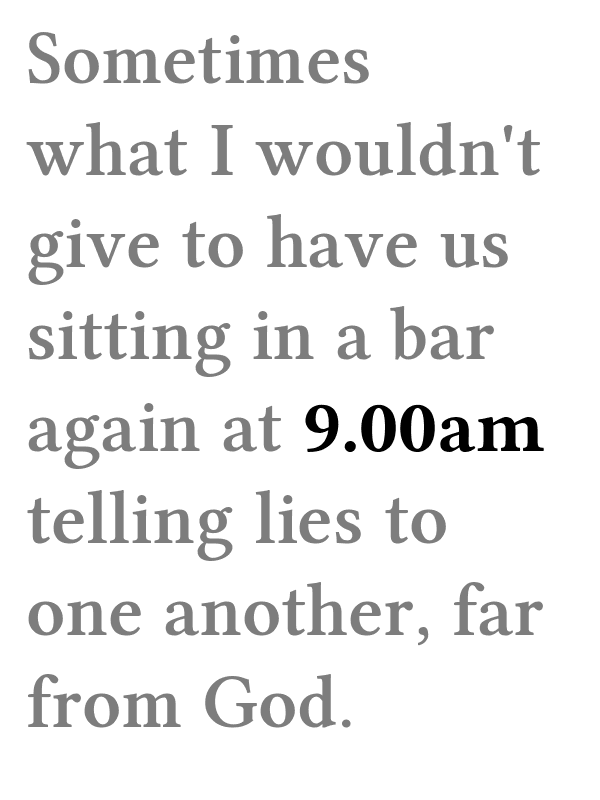 Sometimes
what I wouldn't
give to have us
sitting in a bar
again at 9.00am
telling lies to
one another, far
from God.